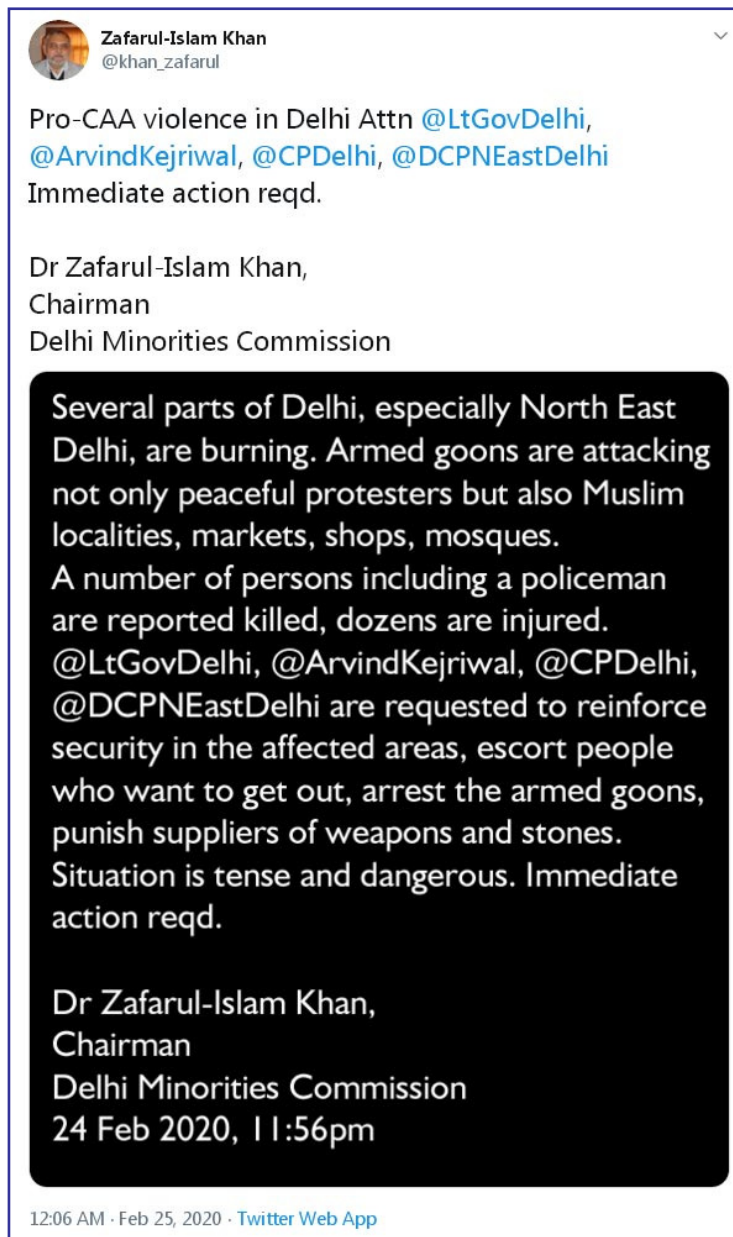 Zafarul-Islam Khan
@khan_zafarul
Pro-CAA violence in Delhi Attn @LtGovDelhi,
@ArvindKejriwal, @CPDelhi, @DCPNEastDelhi
Immediate action reqd.
Dr Zafarul-Islam Khan,
Chairman
Delhi Minorities Commission
Several parts of Delhi, especially North East
Delhi, are burning. Armed goons are attacking
not only peaceful protesters but also Muslim
localities, markets, shops, mosques.
A number of persons including a policeman
are reported killed, dozens are injured.
@LtGovDelhi, @ArvindKejriwal, @CPDelhi,
@DCPNEastDelhi are requested to reinforce
security in the affected areas, escort people
who want to get out, arrest the armed goons,
punish suppliers of weapons and stones.
Situation is tense and dangerous. Immediate
action reqd.
Dr Zafarul-Islam Khan,
Chairman
Delhi Minorities Commission
24 Feb 2020, 11:56pm
12:06 AM · Feb 25, 2020 · Twitter Web App